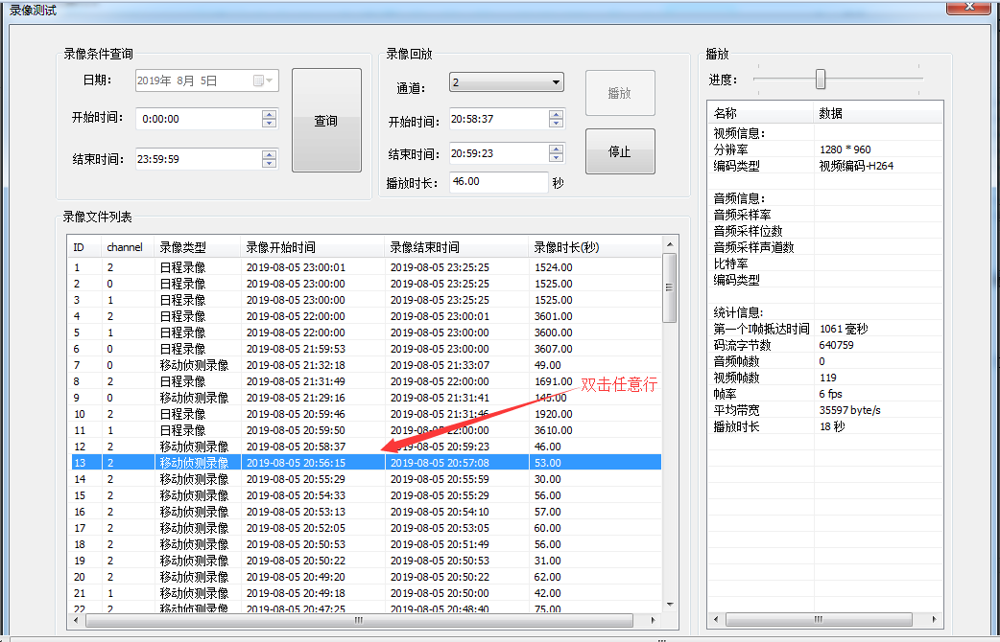 录像测试
录像条件查询
日期:
2019年 8月 5日
开始时间:
0:00:00
结束时间:
23:59:59
查询
录像回放
通道:
2
开始时间:
20:58:37
结束时间:
20:59:23
播放时长:
46.00
秒
播放
停止
播放
进度:
名称 数据
视频信息:
分辨率 1280 * 960
编码类型 视频编码-H264
音频信息:
音频采样率
音频采样位数
音频采样声道数
比特率
编码类型
统计信息:
第一个I帧抵达时间 1061 毫秒
码流字节数 640759
音频帧数 0
视频帧数 119
帧率 6 fps
平均带宽 35597 byte/s
播放时长 18 秒
录像文件列表
ID channel 录像类型 录像开始时间 录像结束时间 录像时长(秒)
1 2 日程录像 2019-08-05 23:00:01 2019-08-05 23:25:25 1524.00
2 0 日程录像 2019-08-05 23:00:00 2019-08-05 23:25:25 1525.00
3 1 日程录像 2019-08-05 23:00:00 2019-08-05 23:25:25 1525.00
4 2 日程录像 2019-08-05 22:00:00 2019-08-05 23:00:01 3601.00
5 1 日程录像 2019-08-05 22:00:00 2019-08-05 23:00:00 3600.00
6 0 日程录像 2019-08-05 21:59:53 2019-08-05 23:00:00 3607.00
7 0 移动侦测录像 2019-08-05 21:32:18 2019-08-05 21:33:07 49.00
8 2 日程录像 2019-08-05 21:31:49 2019-08-05 22:00:00 1691.00
双击任意行
9 0 移动侦测录像 2019-08-05 21:29:16 2019-08-05 21:31:41 145.00
10 2 日程录像 2019-08-05 20:59:46 2019-08-05 21:31:46 1920.00
11 1 日程录像 2019-08-05 20:59:50 2019-08-05 22:00:00 3610.00
12 2 移动侦测录像 2019-08-05 20:58:37 2019-08-05 20:59:23 46.00
13 2 移动侦测录像 2019-08-05 20:56:15 2019-08-05 20:57:08 53.00
14 2 移动侦测录像 2019-08-05 20:55:29 2019-08-05 20:55:59 30.00
15 2 移动侦测录像 2019-08-05 20:54:33 2019-08-05 20:55:29 56.00
16 2 移动侦测录像 2019-08-05 20:53:13 2019-08-05 20:54:10 57.00
17 2 移动侦测录像 2019-08-05 20:52:05 2019-08-05 20:53:05 60.00
18 2 移动侦测录像 2019-08-05 20:50:53 2019-08-05 20:51:49 56.00
19 2 移动侦测录像 2019-08-05 20:50:22 2019-08-05 20:50:53 31.00
20 2 移动侦测录像 2019-08-05 20:49:20 2019-08-05 20:50:22 62.00
21 1 移动侦测录像 2019-08-05 20:49:18 2019-08-05 20:50:00 42.00
22 2 移动侦测录像 2019-08-05 20:47:25 2019-08-05 20:48:40 75.00